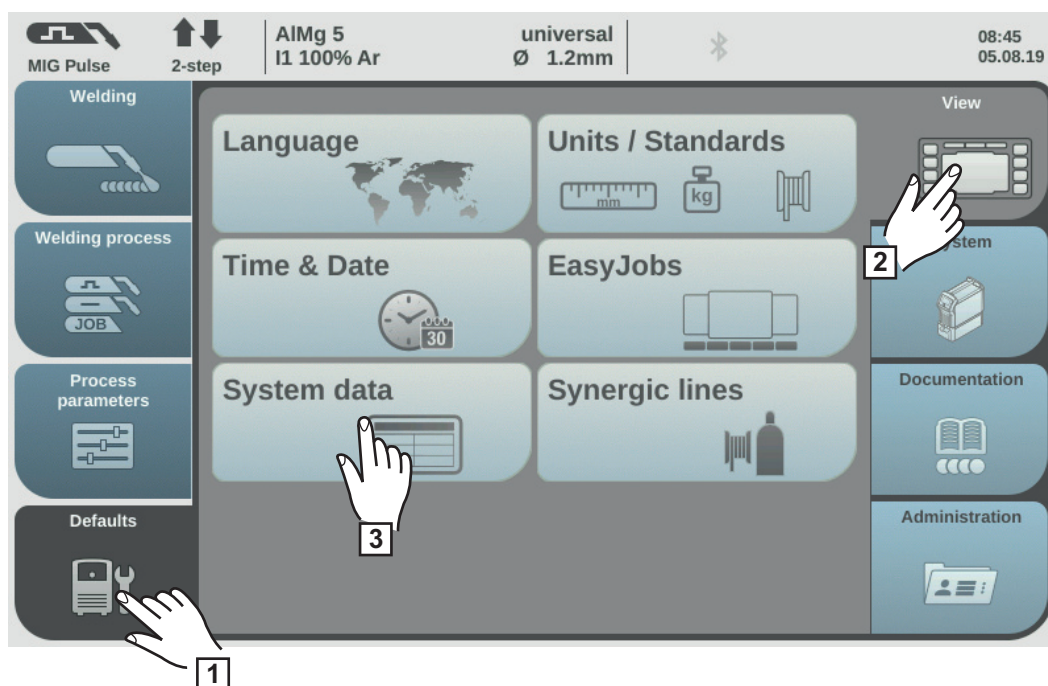 MIG Pulse
2-step
AlMg 5
I1 100% Ar
universal
Ø 1.2mm
08:45
05.08.19
Welding
Welding process
JOB
Process
parameters
Defaults
Language
Units / Standards
mm
kg
Time & Date
30
EasyJobs
System data
Synergic lines
View
2
ystem
Documentation
Administration
3
1